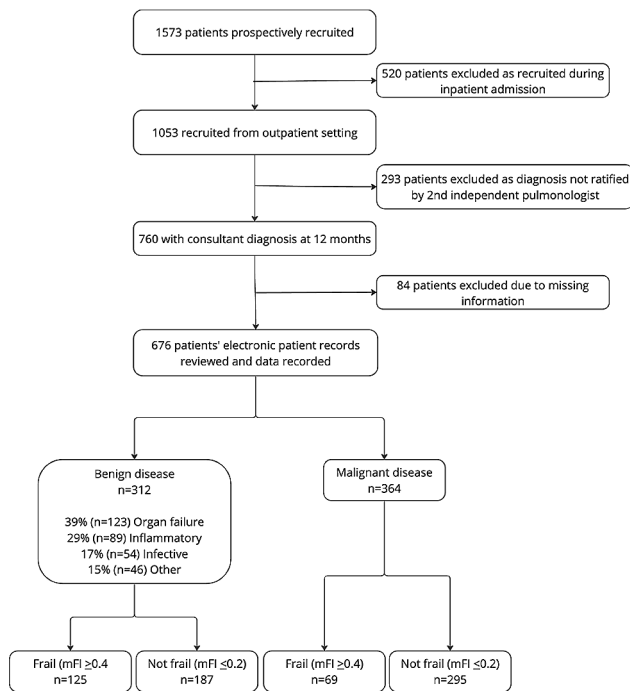 1573 patients prospectively recruited
520 patients excluded as recruited during
inpatient admission
1053 recruited from outpatient setting
293 patients excluded as diagnosis not ratified
by 2nd independent pulmonologist
760 with consultant diagnosis at 12 months
84 patients excluded due to missing
information
676 patients' electronic patient records
reviewed and data recorded
Benign disease
n=312
39% (n=123) Organ failure
29% (n=89) Inflammatory
17% (n=54) Infective
15% (n=46) Other
Malignant disease
n=364
Frail (mFI ≥0.4
n=125
Not frail (mFI ≤0.2)
n=187
Frail (mFI ≥0.4)
n=69
Not frail (mFI ≤0.2)
n=295